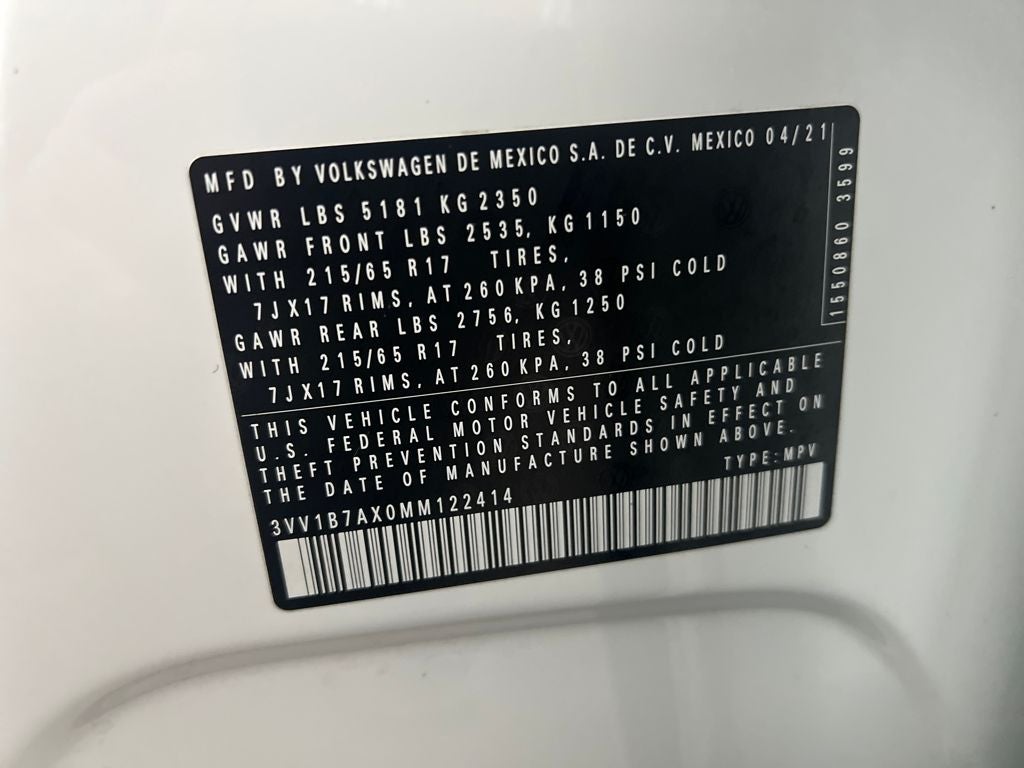 MFD BY VOLKSWAGEN DE MEXICO S.A. DE C.V. MEXICO 04/21
GVWR LBS 5181 KG 2350
GAWR FRONT LBS 2535, KG 1150
WITH 215/65 R17 TIRES,
7JX17 RIMS, AT 260 KPA, 38 PSI COLD
GAWR REAR LBS 2756, KG 1250
WITH 215/65 R17 TIRES,
7JX17 RIMS, AT 260 KPA, 38 PSI COLD
1550860 3599
THIS VEHICLE CONFORMS TO ALL APPLICABLE
U.S. FEDERAL MOTOR VEHICLE SAFETY AND
THEFT PREVENTION STANDARDS IN EFFECT ON
THE DATE OF MANUFACTURE SHOWN ABOVE.
3VV1B7AX0MM122414 TYPE:MPV